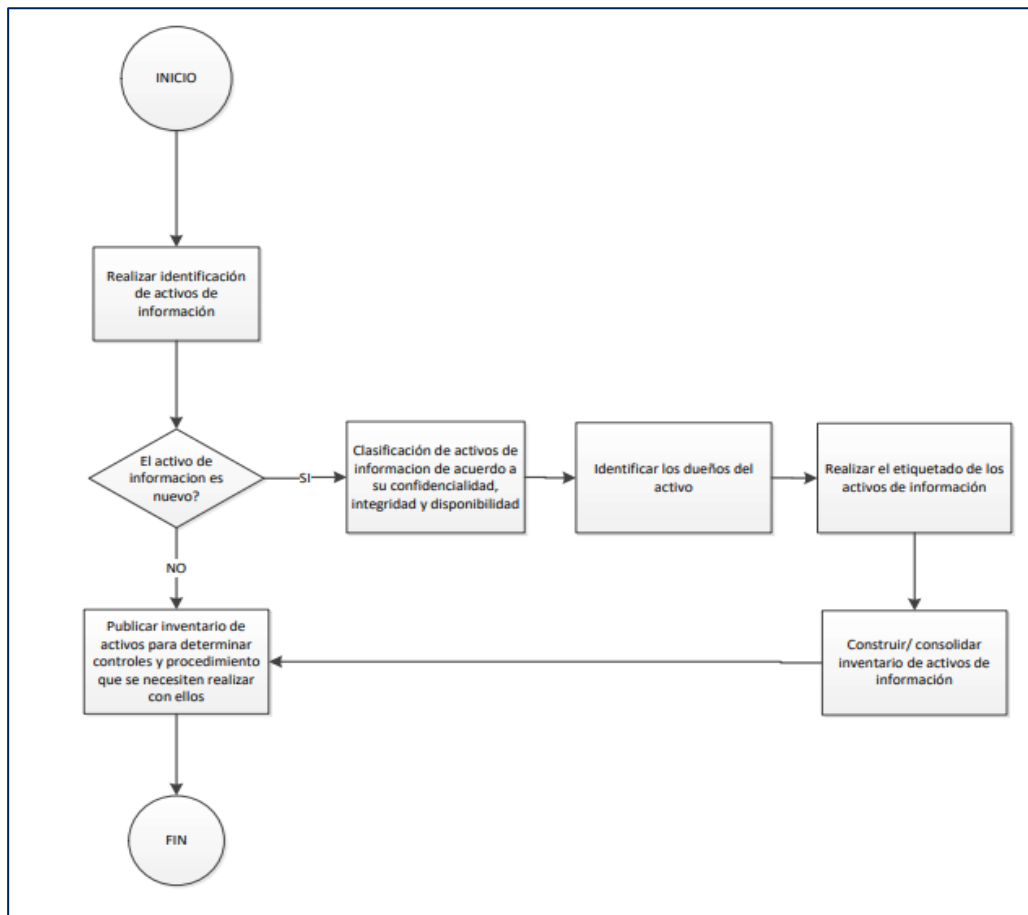 INICIO
Realizar identificación
de activos de
información
El activo de
informacion es
nuevo?
SI
Clasificación de activos de
informacion de acuerdo a
su confidencialidad,
integridad y disponibilidad
Identificar los dueños del
activo
Realizar el etiquetado de los
activos de información
NO
Publicar inventario de
activos para determinar
controles y procedimiento
que se necesiten realizar
con ellos
Construir/ consolidar
inventario de activos de
información
FIN